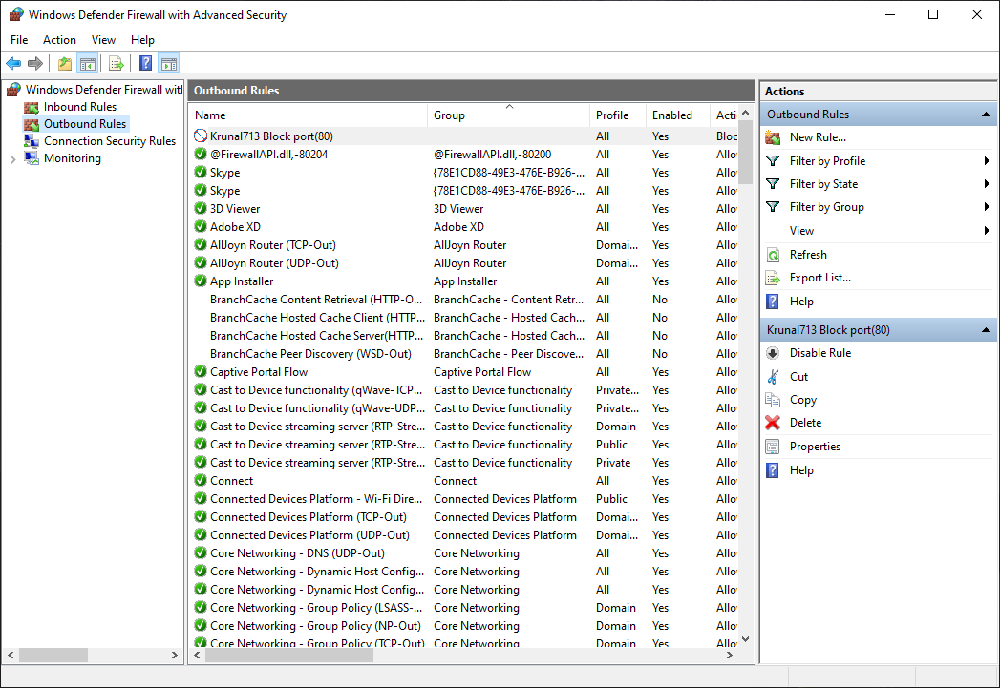 Windows Defender Firewall with Advanced Security
File Action View Help
Windows Defender Firewall witl
Inbound Rules
Outbound Rules
Connection Security Rules
Monitoring
Outbound Rules
Name Group Profile Enabled Acti
Krunal713 Block port(80) All Yes Bloc
@FirewallAPI.dll,-80204 @FirewallAPI.dll,-80200 All Yes Allo
Skype {78E1CD88-49E3-476E-B926-... All Yes Allo
Skype {78E1CD88-49E3-476E-B926-... All Yes Allo
3D Viewer 3D Viewer All Yes Allo
Adobe XD Adobe XD All Yes Allo
AllJoyn Router (TCP-Out) AllJoyn Router Domai... Yes Allo
AllJoyn Router (UDP-Out) AllJoyn Router Domai... Yes Allo
App Installer App Installer All Yes Allo
BranchCache Content Retrieval (HTTP-O... BranchCache - Content Retr... All No Allo
BranchCache Hosted Cache Client (HTTP... BranchCache - Hosted Cach... All No Allo
BranchCache Hosted Cache Server(HTTP... BranchCache - Hosted Cach... All No Allo
BranchCache Peer Discovery (WSD-Out) BranchCache - Peer Discove... All No Allo
Captive Portal Flow Captive Portal Flow All Yes Allo
Cast to Device functionality (qWave-TCP... Cast to Device functionality Private... Yes Allo
Cast to Device functionality (qWave-UDP... Cast to Device functionality Private... Yes Allo
Cast to Device streaming server (RTP-Stre... Cast to Device functionality Domain Yes Allo
Cast to Device streaming server (RTP-Stre... Cast to Device functionality Public Yes Allo
Cast to Device streaming server (RTP-Stre... Cast to Device functionality Private Yes Allo
Connect Connect All Yes Allo
Connected Devices Platform - Wi-Fi Dire... Connected Devices Platform Public Yes Allo
Connected Devices Platform (TCP-Out) Connected Devices Platform Domai... Yes Allo
Connected Devices Platform (UDP-Out) Connected Devices Platform Domai... Yes Allo
Core Networking - DNS (UDP-Out) Core Networking All Yes Allo
Core Networking - Dynamic Host Config... Core Networking All Yes Allo
Core Networking - Dynamic Host Config... Core Networking All Yes Allo
Core Networking - Group Policy (LSASS-... Core Networking Domain Yes Allo
Core Networking - Group Policy (NP-Out) Core Networking Domain Yes Allo
Core Networking - Group Policy (TCP-Out) Core Networking Domain Yes Allo
Actions
Outbound Rules
New Rule...
Filter by Profile
Filter by State
Filter by Group
View
Refresh
Export List...
Help
Krunal713 Block port(80)
Disable Rule
Cut
Copy
Delete
Properties
Help